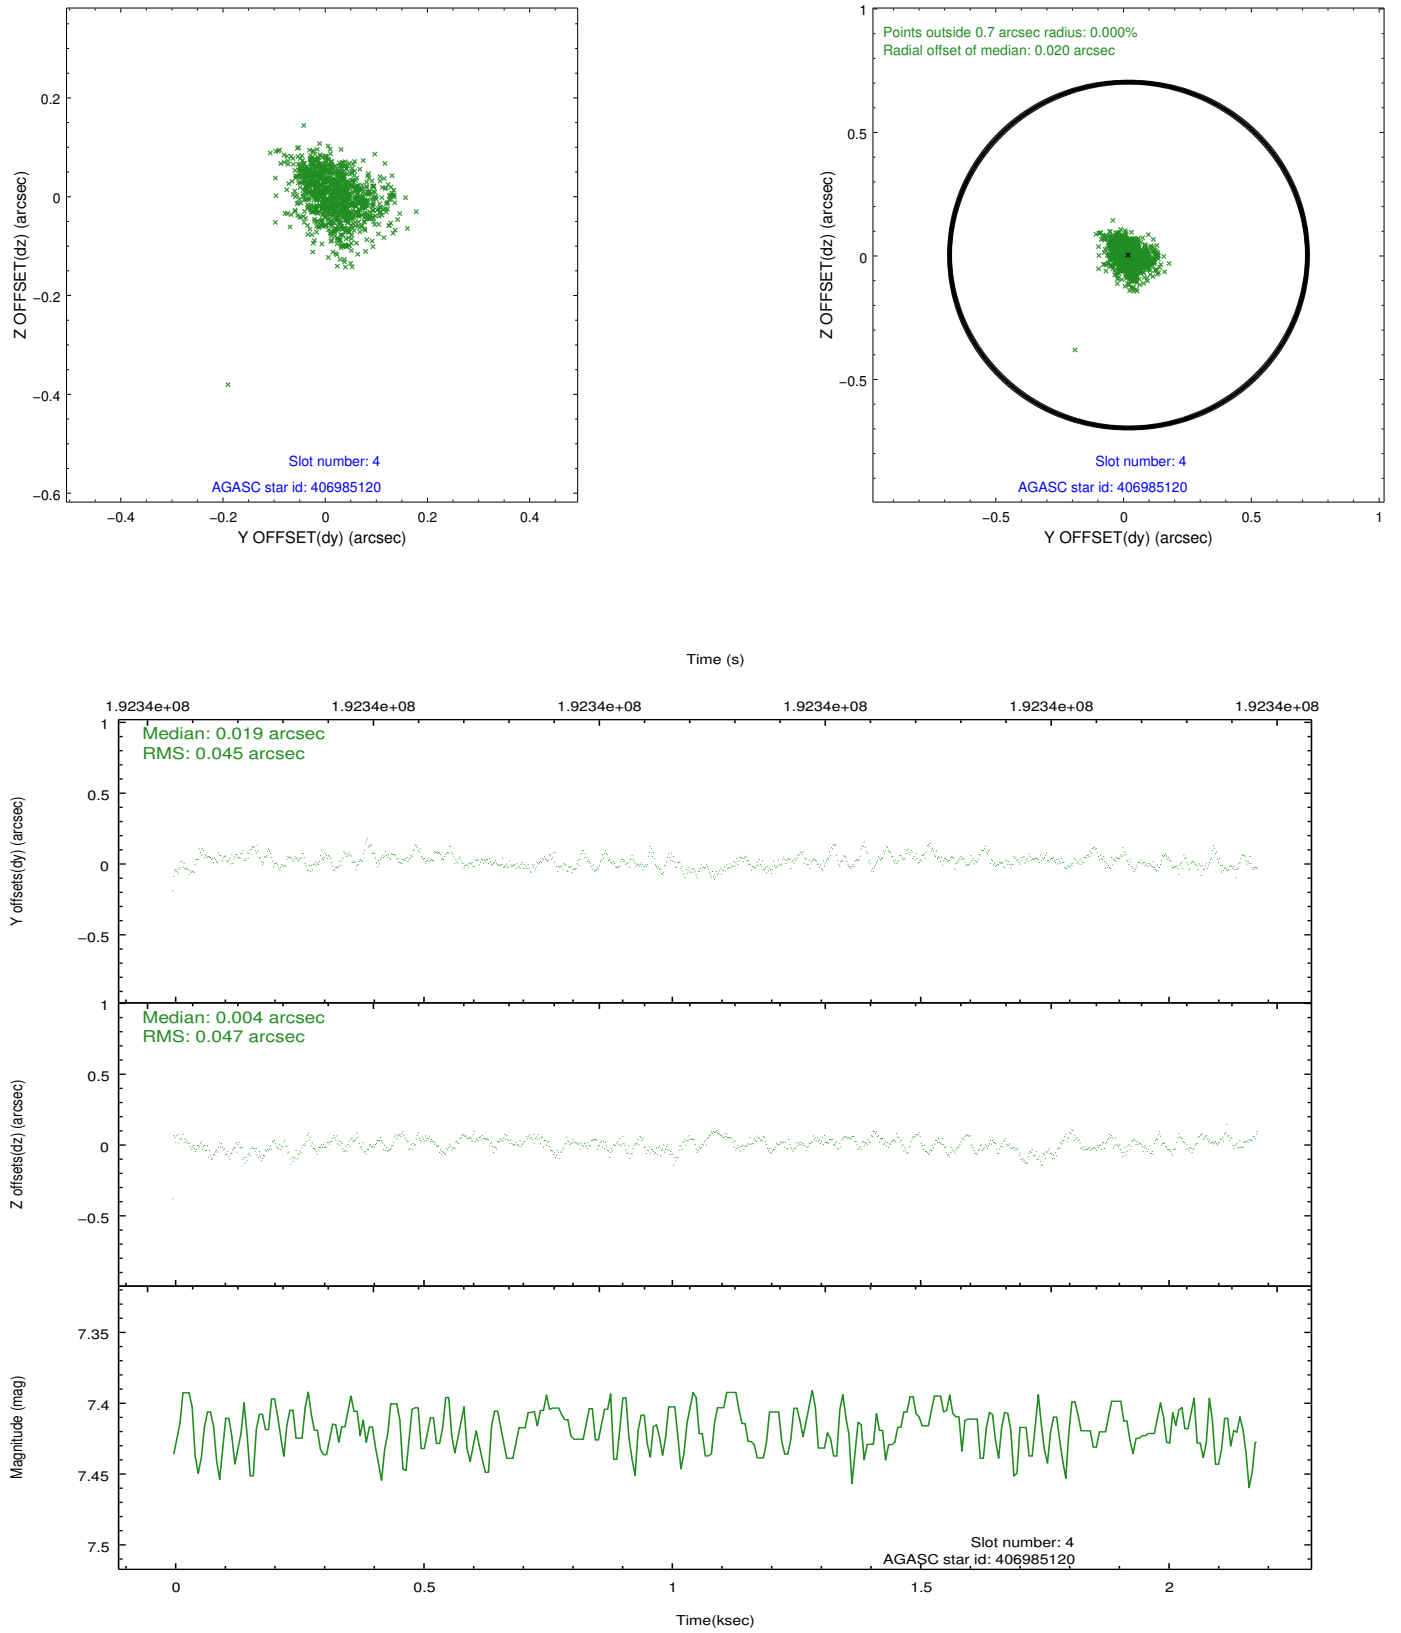 0.2
0
−0.2
−0.4
−0.6
−0.4
−0.2
0
0.2
0.4
Z OFFSET(dz) (arcsec)
Y OFFSET(dy) (arcsec)
Slot number: 4
AGASC star id: 406985120
Points outside 0.7 arcsec radius: 0.000%
Radial offset of median: 0.020 arcsec
1
0.5
0
−0.5
−0.5
0
0.5
1
Z OFFSET(dz) (arcsec)
Y OFFSET(dy) (arcsec)
Slot number: 4
AGASC star id: 406985120
Time (s)
1.9234e+08
1.9234e+08
1.9234e+08
1.9234e+08
1.9234e+08
1.9234e+08
Median: 0.019 arcsec
RMS: 0.045 arcsec
1
0.5
0
−0.5
Y offsets(dy) (arcsec)
Median: 0.004 arcsec
RMS: 0.047 arcsec
1
0.5
0
−0.5
Z offsets(dz) (arcsec)
7.35
7.4
7.45
7.5
Magnitude (mag)
Slot number: 4
AGASC star id: 406985120
0
0.5
1
1.5
2
Time(ksec)